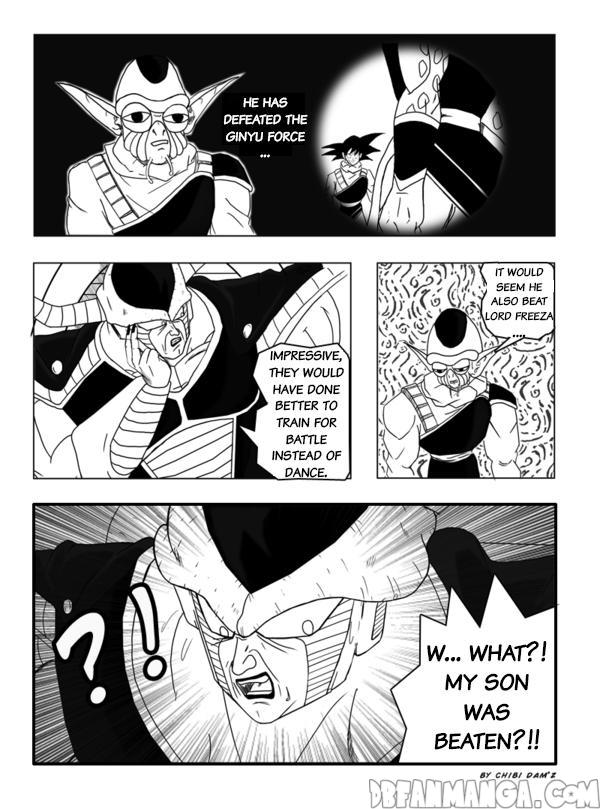 HE HAS
DEFEATED THE
GINYU FORCE
...
IMPRESSIVE,
THEY WOULD
HAVE DONE
BETTER TO
TRAIN FOR
BATTLE
INSTEAD OF
DANCE.
IT WOULD
SEEM HE
ALSO BEAT
LORD FREEZA
....
?!
W... WHAT?!
MY SON
WAS
BEATEN?!!
BY CHIBI DAM'Z
DBFANMANGA.COM